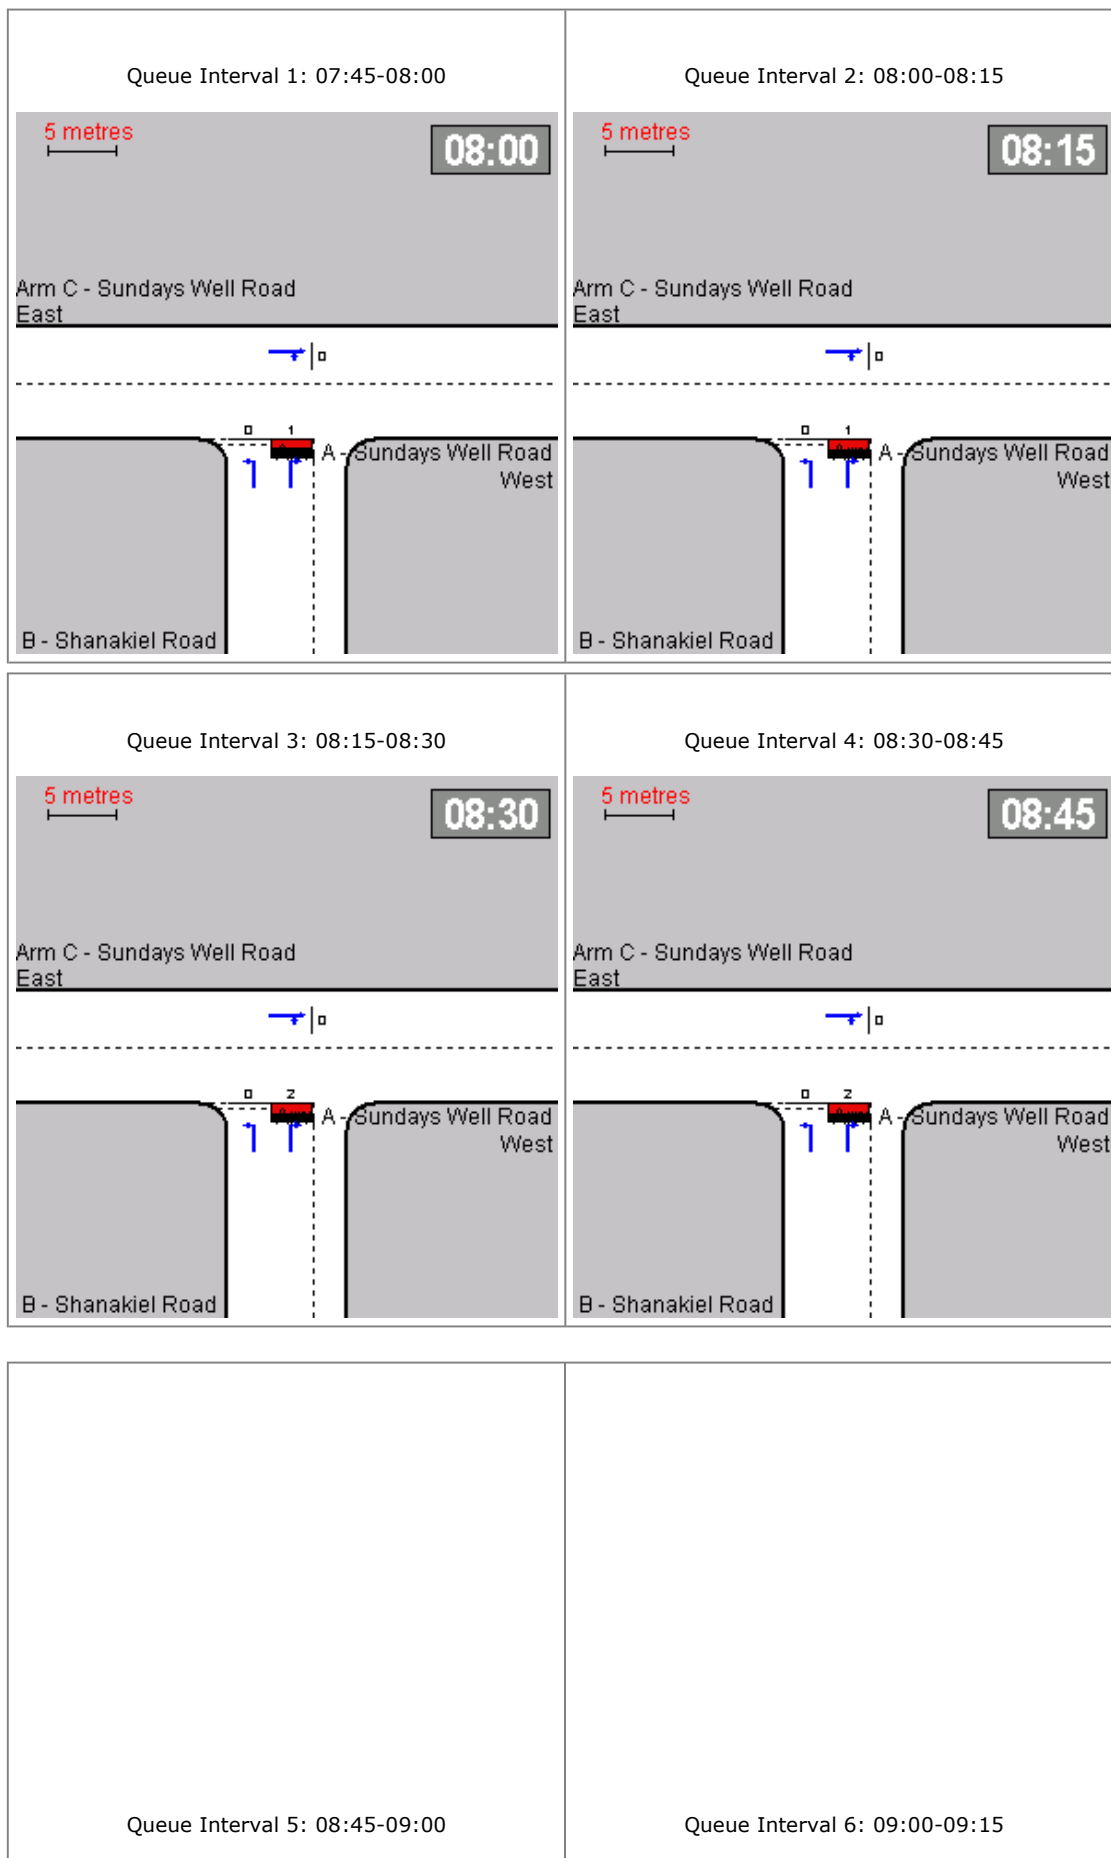 Queue Interval 1: 07:45-08:00
5 metres
08:00
Arm C - Sundays Well Road
East
0
0 1
A - Sundays Well Road
West
B - Shanakiel Road
Queue Interval 2: 08:00-08:15
5 metres
08:15
Arm C - Sundays Well Road
East
0
0 1
A - Sundays Well Road
West
B - Shanakiel Road
Queue Interval 3: 08:15-08:30
5 metres
08:30
Arm C - Sundays Well Road
East
0
0 2
A - Sundays Well Road
West
B - Shanakiel Road
Queue Interval 4: 08:30-08:45
5 metres
08:45
Arm C - Sundays Well Road
East
0
0 2
A - Sundays Well Road
West
B - Shanakiel Road
Queue Interval 5: 08:45-09:00
Queue Interval 6: 09:00-09:15